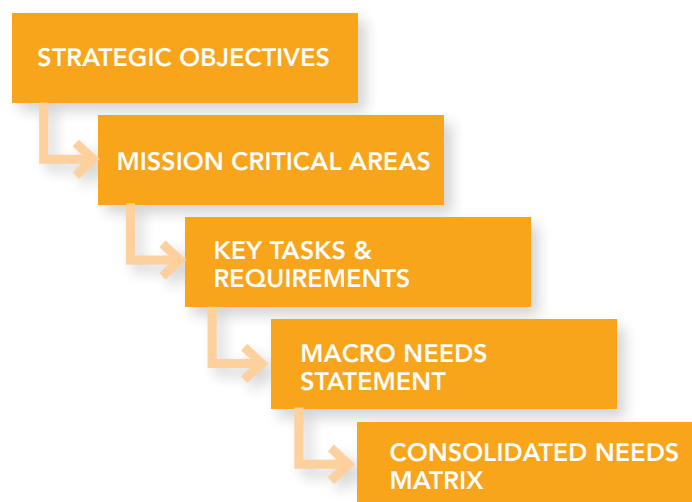 STRATEGIC OBJECTIVES
MISSION CRITICAL AREAS
KEY TASKS &
REQUIREMENTS
MACRO NEEDS
STATEMENT
CONSOLIDATED NEEDS
MATRIX